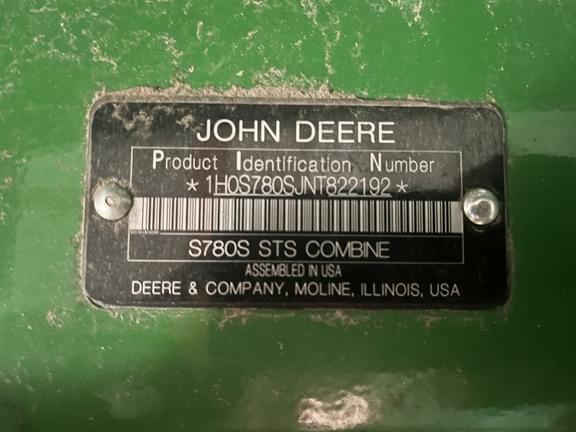 JOHN DEERE
Product Identification Number
*1H0S780SJNT822192*
S780S STS COMBINE
ASSEMBLED IN USA
DEERE & COMPANY, MOLINE, ILLINOIS, USA